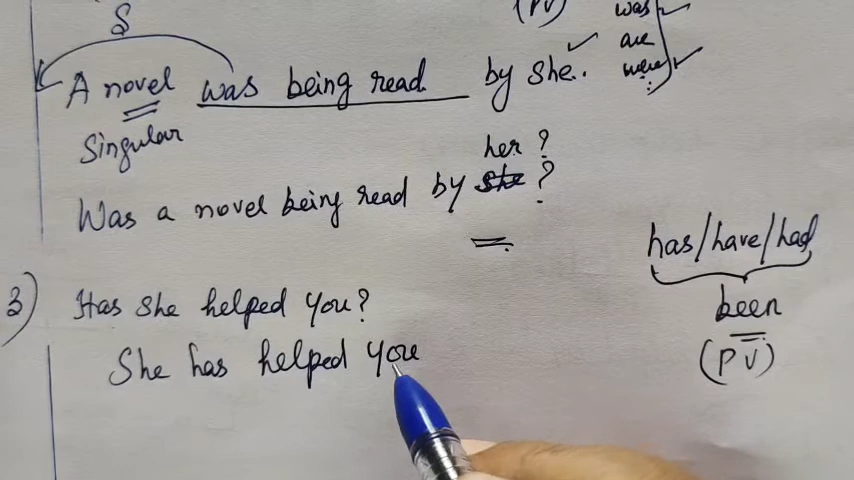 S
(PV)
was
are
were
A novel was being read by she.
Singular
her ?
Was a novel being read by she ?
has/have/had
been
(PV)
3) Has she helped you?
She has helped you